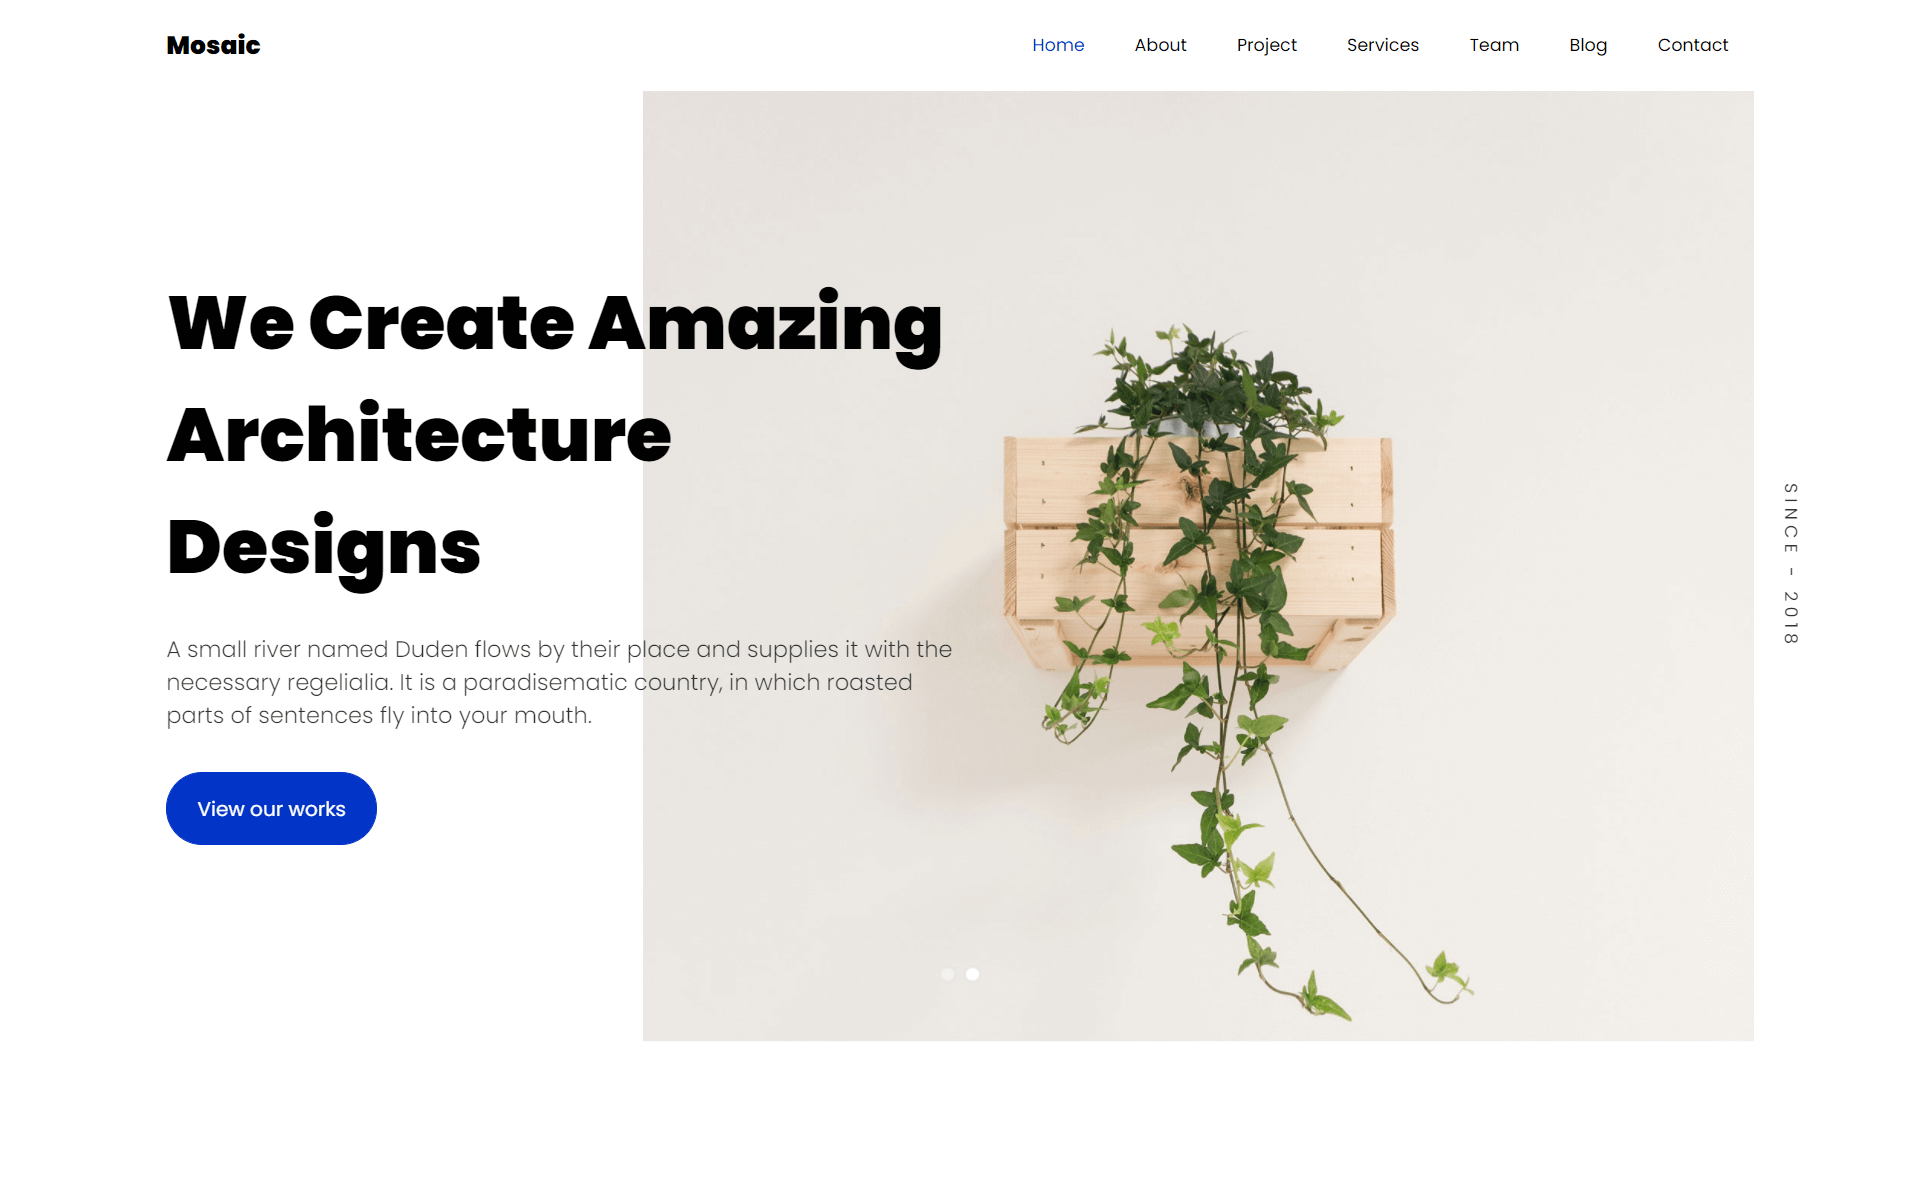 Mosaic
Home About Project Services Team Blog Contact
We Create Amazing
Architecture
Designs
A small river named Duden flows by their place and supplies it with the
necessary regelialia. It is a paradisematic country, in which roasted
parts of sentences fly into your mouth.
View our works
SINCE - 2018